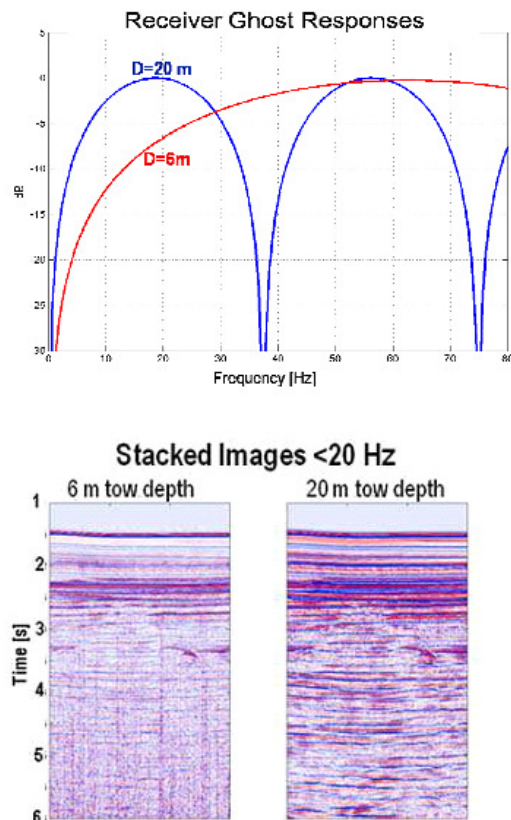 Receiver Ghost Responses
5
D=20 m
0
-5
D=6m
-10
dB
-15
-20
30
0 10 20 30 40 50 60 70 80
Frequency [Hz]
Stacked Images <20 Hz
6 m tow depth 20 m tow depth
1
2
3
Time [s]
4
5
6